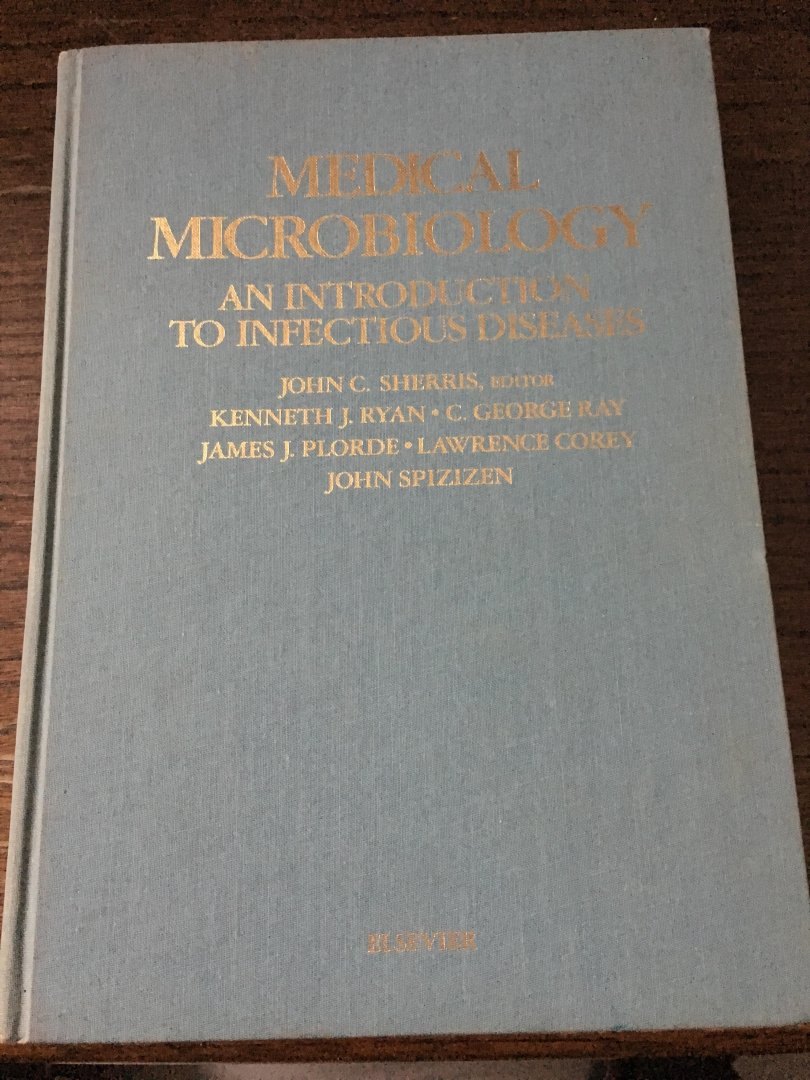 MEDICAL
MICROBIOLOGY
AN INTRODUCTION
TO INFECTIOUS DISEASES
JOHN C. SHERRIS, EDITOR
KENNETH J. RYAN • C. GEORGE RAY
JAMES J. PLORDE • LAWRENCE COREY
JOHN SPIZIZEN
ELSEVIER